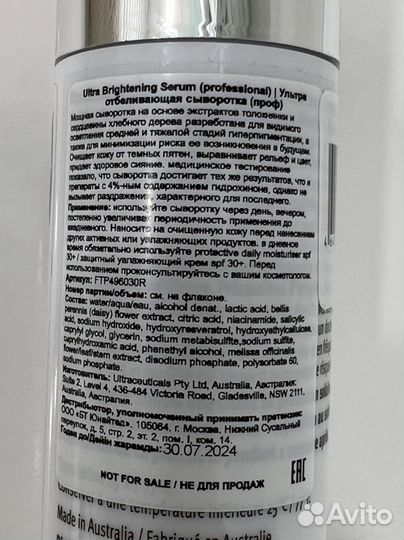 Ultra Brightening Serum (professional) | Ультра
отбеливающая сыворотка (проф)
Мощная сыворотка на основе экстрактов толокнянки и
сердцевины хлебного дерева разработана для видимого
осветления средней и тяжелой стадий гиперпигментации, а
также для минимизации риска ее возникновения в будущем.
Очищает кожу от темных пятен, выравнивает рельеф и цвет,
придает здоровое сияние. медицинское тестирование
показало, что сыворотка достигает тех же результатов, что и
препараты с 4%-ным содержанием гидрохинона, однако не
вызывает раздражения, характерного для последнего.
Применение: используйте сыворотку через день, вечером,
постепенно увеличивая периодичность применения до
ежедневного. Наносите на очищенную кожу перед нанесением
других активных или увлажняющих продуктов. в дневное
время обязательно используйте protective daily moisturiser spf
30+ / защитный увлажняющий крем spf 30+. Перед
использованием проконсультируйтесь с вашим косметологом.
Артикул: FTP496030R
Номер партии/объем: см. на флаконе.
Состав: water/aqua/eau, alcohol denat., lactic acid, bellis
perennis (daisy) flower extract, citric acid, niacinamide, salicylic
acid, sodium hydroxide, hydroxyresveratrol, hydroxyethylcellulose,
caprylyl glycol, glycerin, sodium metabisulfite, sodium sulfite,
caprylhydroxamic acid, phenethyl alcohol, melissa officinalis
flower/leaf/stem extract, disodium phosphate, polysorbate 60,
sodium phosphate.
Изготовитель: Ultraceuticals Pty Ltd, Australia, Австралия:
Suite 2, Level 4, 436-484 Victoria Road, Gladesville, NSW 2111,
Australia, Австралия.
Дистрибьютор, уполномоченный принимать претензии:
ООО «БТ Юнайтед», 105064, г. Москва, Нижний Сусальный
переулок, д. 5, стр. 2, эт. 2, пом. I, ком. 14.
Годен до/Дейін жарамды: 30.07.2024
NOT FOR SALE / НЕ ДЛЯ ПРОДАЖ
EAC
Conserver à une température inférieure 25°C/77°F.
Made in Australia / Fabriqué en Australie
Avito